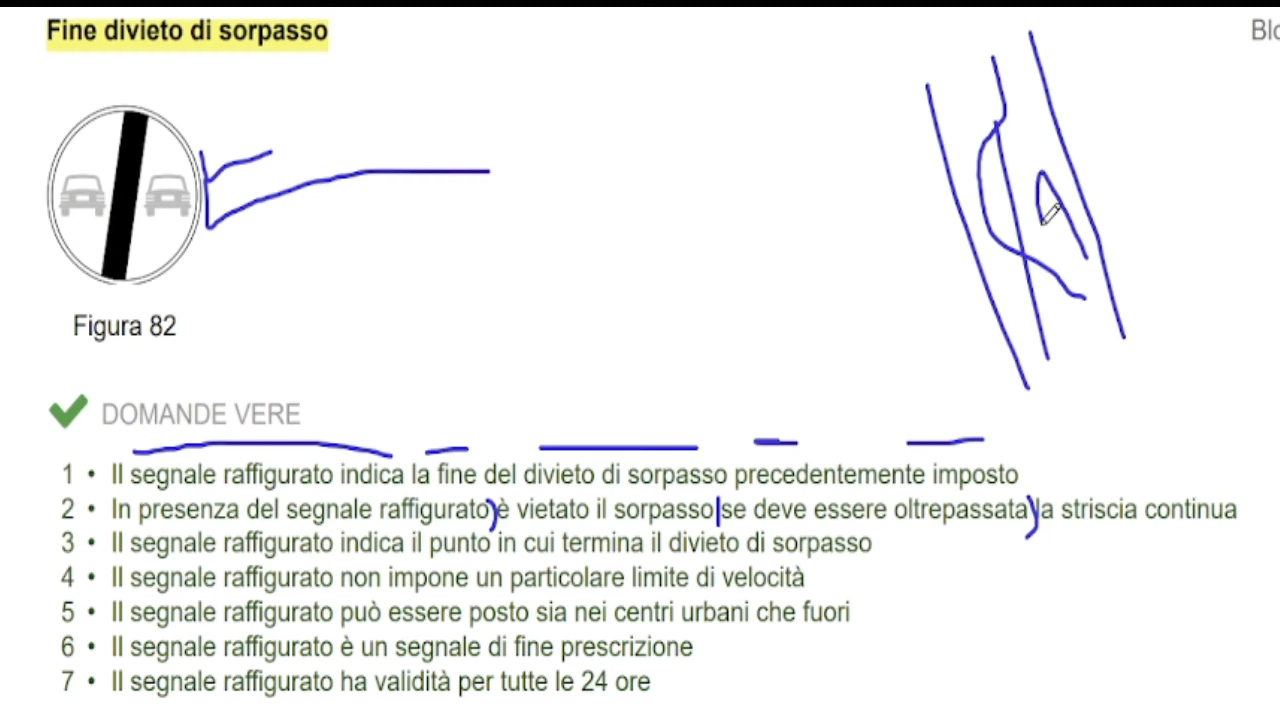 Fine divieto di sorpasso
Blo
Figura 82
DOMANDE VERE
1 • Il segnale raffigurato indica la fine del divieto di sorpasso precedentemente imposto
2 • In presenza del segnale raffigurato è vietato il sorpasso se deve essere oltrepassata la striscia continua
3 • Il segnale raffigurato indica il punto in cui termina il divieto di sorpasso
4 • Il segnale raffigurato non impone un particolare limite di velocità
5 • Il segnale raffigurato può essere posto sia nei centri urbani che fuori
6 • Il segnale raffigurato è un segnale di fine prescrizione
7 • Il segnale raffigurato ha validità per tutte le 24 ore